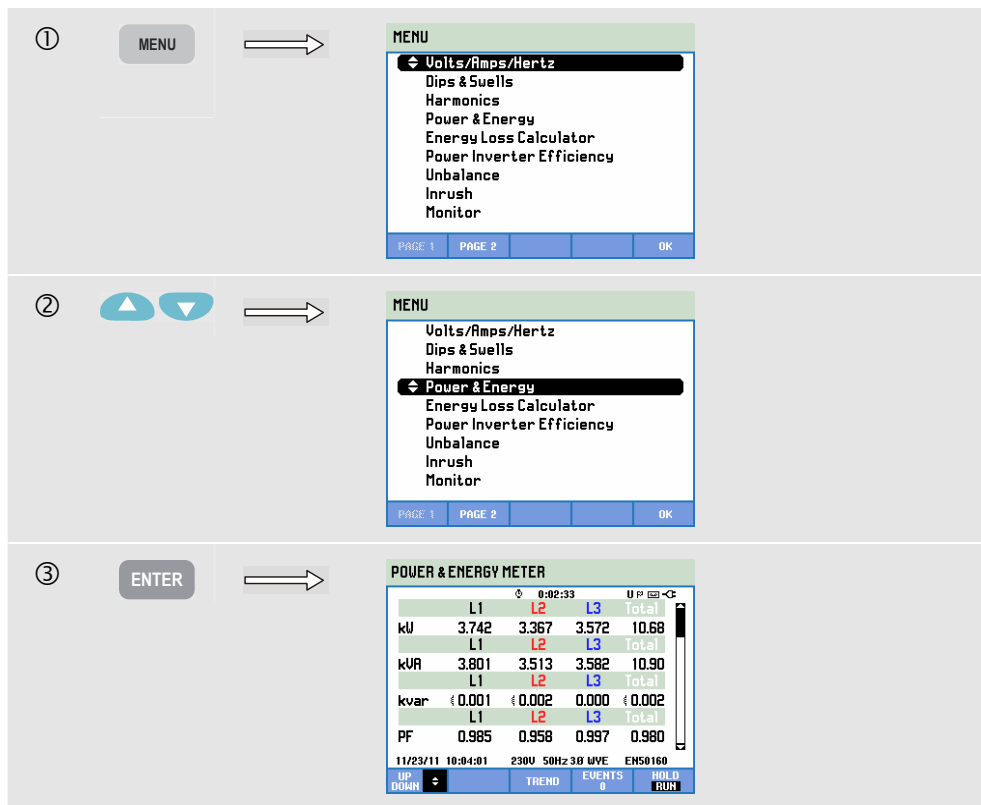 ①
MENU
MENU
Volts/Amps/Hertz
Dips & Swells
Harmonics
Power & Energy
Energy Loss Calculator
Power Inverter Efficiency
Unbalance
Inrush
Monitor
PAGE 1 PAGE 2 OK
②
MENU
Volts/Amps/Hertz
Dips & Swells
Harmonics
Power & Energy
Energy Loss Calculator
Power Inverter Efficiency
Unbalance
Inrush
Monitor
PAGE 1 PAGE 2 OK
③
ENTER
POWER & ENERGY METER
0:02:33 U
L1 L2 L3 Total
kW 3.742 3.367 3.572 10.68
L1 L2 L3 Total
kVA 3.801 3.513 3.582 10.90
L1 L2 L3 Total
kvar 0.001 0.002 0.000 0.002
L1 L2 L3 Total
PF 0.985 0.958 0.997 0.980
11/23/11 10:04:01 230V 50Hz 3.0 WYE EN50160
UP DOWN TREND EVENTS 0 HOLD RUN